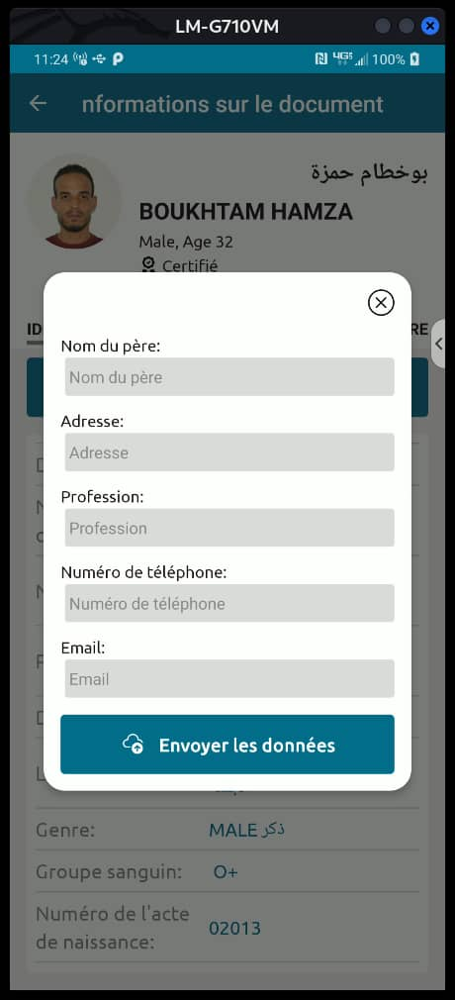 LM-G710VM
11:24
4GE 100%
nformations sur le document
بوخطام حمزة
BOUKHTAM HAMZA
Male, Age 32
Certifié
ID
RE
Nom du père:
Nom du père
Adresse:
Adresse
Profession:
Profession
Numéro de téléphone:
Numéro de téléphone
Email:
Email
Envoyer les données
Genre:
MALE ذكر
Groupe sanguin:
O+
Numéro de l'acte
de naissance:
02013